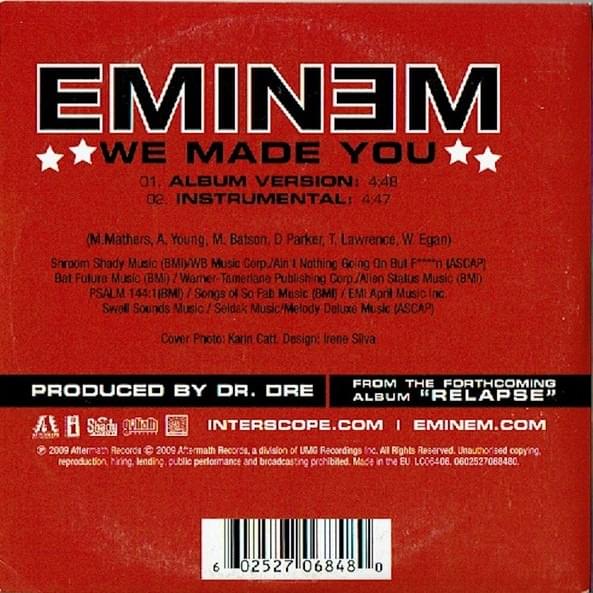 EMINƎM
WE MADE YOU
01. ALBUM VERSION: 4:48
02. INSTRUMENTAL: 4:47
(M.Mathers, A. Young, M. Batson, D Parker, T. Lawrence, W. Egan)
Shroom Shady Music (BMI)/WB Music Corp./Ain t Nothing Going On But F****n (ASCAP)
Bat Future Music (BMI) / Warner-Tamerlane Publishing Corp./Alien Status Music (BMI)
PSALM 144:1(BMI) / Songs of So Fab Music (BMI) / EMI April Music Inc.
Swell Sounds Music / Seldak Music/Melody Deluxe Music (ASCAP)
Cover Photo: Karin Catt. Design: Irene Silva
PRODUCED BY DR. DRE
FROM THE FORTHCOMING
ALBUM "RELAPSE"
Shady goliath INTERSCOPE.COM | EMINEM.COM
℗ 2009 Aftermath Records © 2009 Aftermath Records, a division of UMG Recordings Inc. All Rights Reserved. Unauthorised copying,
reproduction, hiring, lending, public performance and broadcasting prohibited. Made in the EU. LC06406. 0602527068480.
6 02527 06848 0